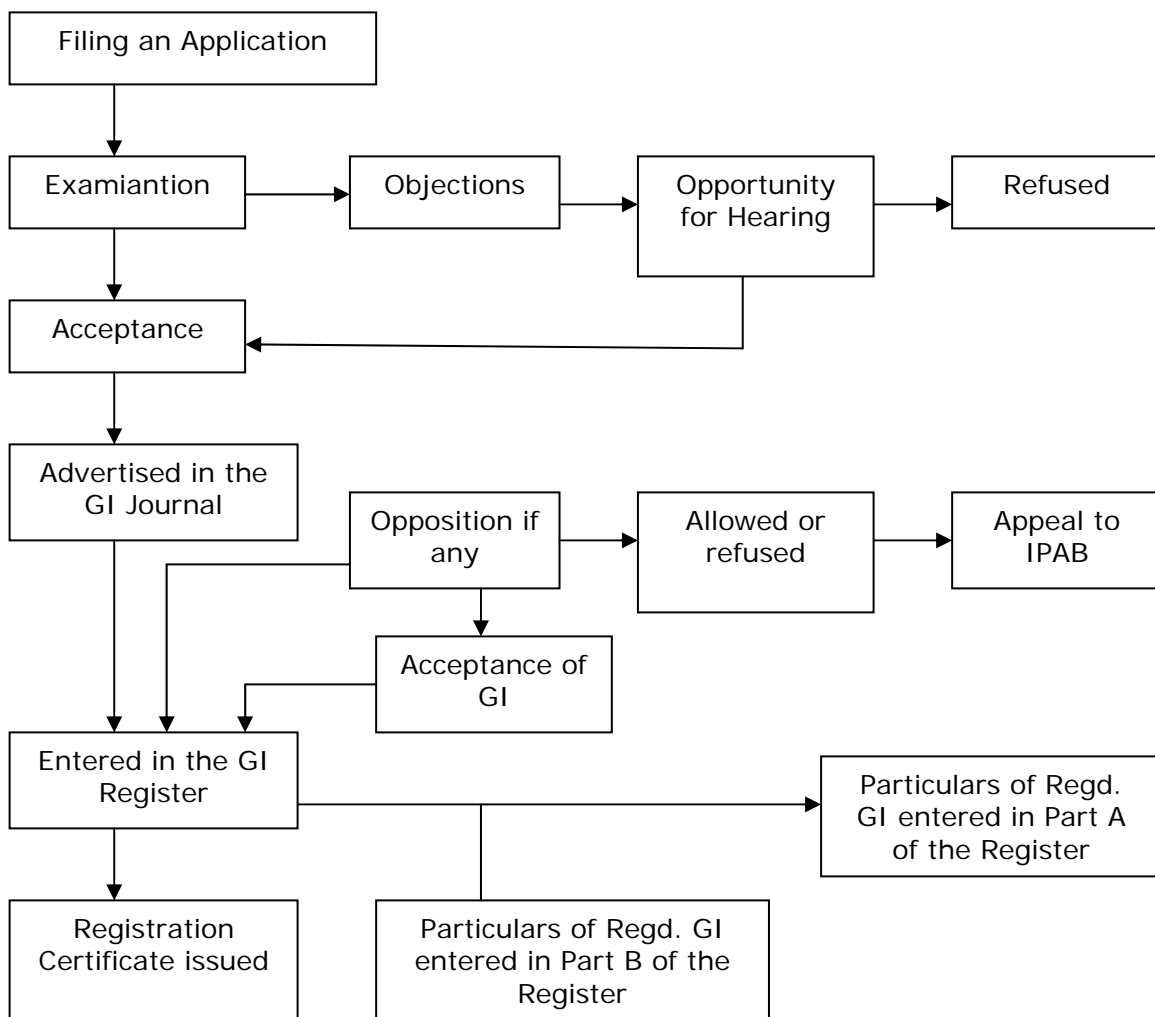 Filing an Application
Examiantion
Objections
Opportunity
for Hearing
Refused
Acceptance
Advertised in the
GI Journal
Opposition if
any
Allowed or
refused
Appeal to
IPAB
Acceptance of
GI
Entered in the GI
Register
Particulars of Regd.
GI entered in Part A
of the Register
Registration
Certificate issued
Particulars of Regd. GI
entered in Part B of the
Register